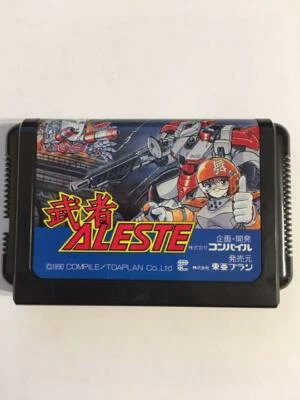 武者
ALESTE
企画・開発
株式会社 コンパイル
発売元
株式会社 東亜プラン
©1990 COMPILE/TOAPLAN Co.,Ltd